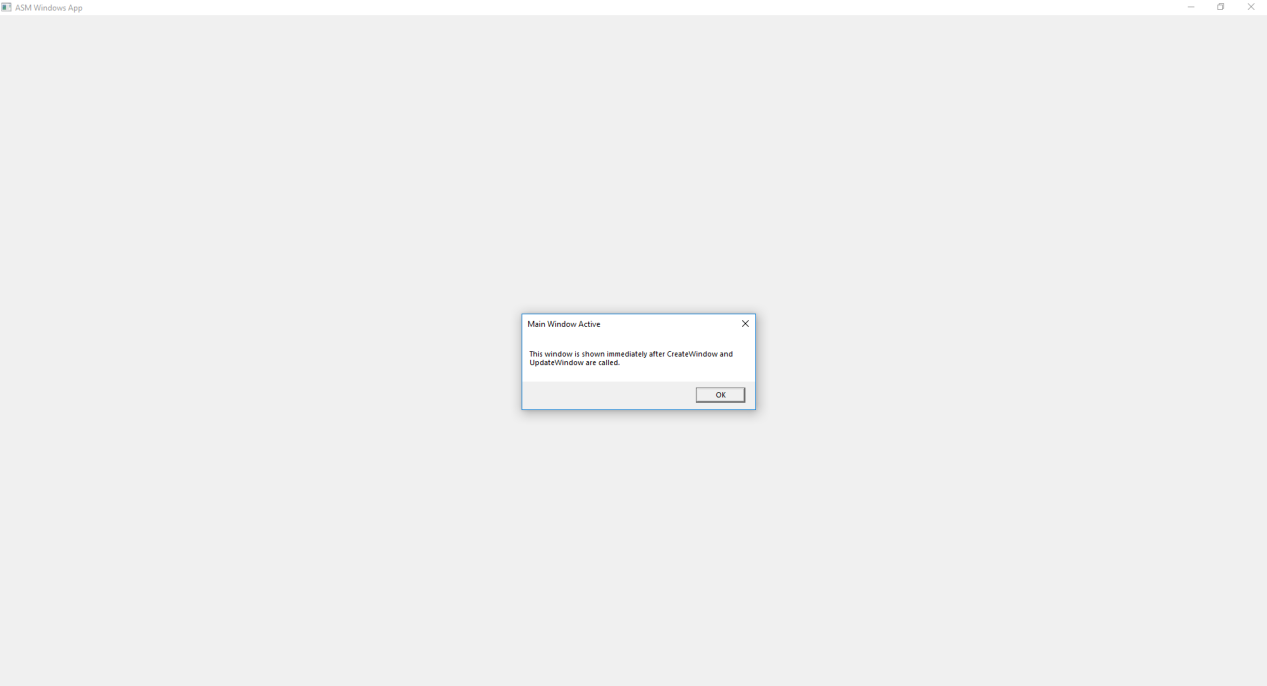 ASM Windows App
Main Window Active
This window is shown immediately after CreateWindow and
UpdateWindow are called.
OK